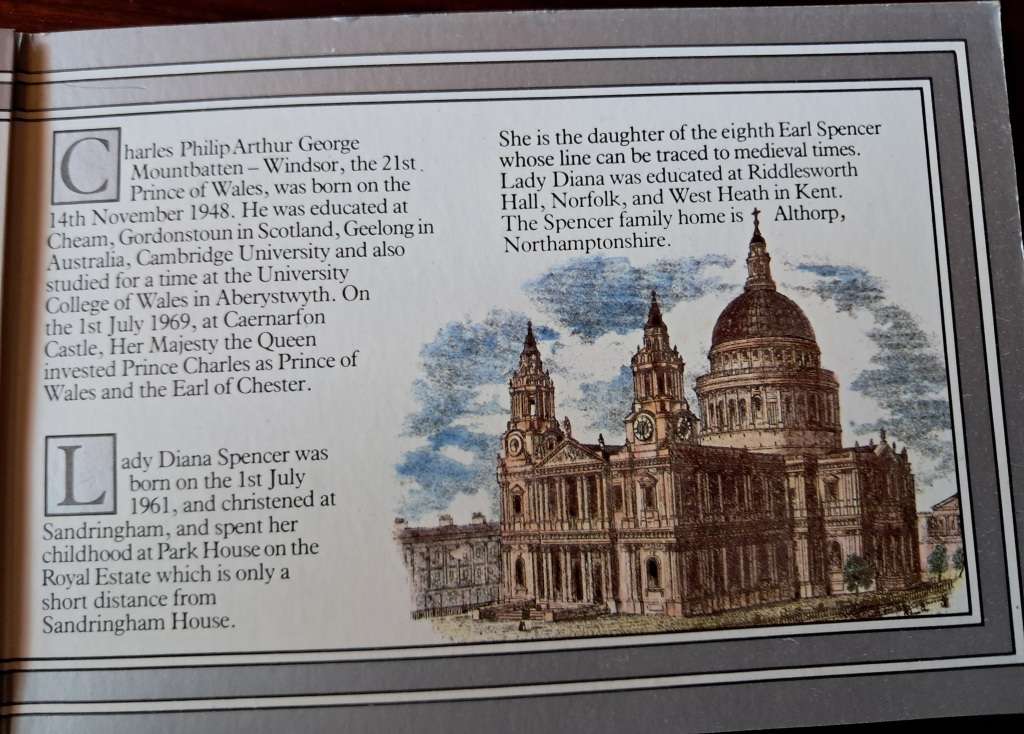 Charles Philip Arthur George
Mountbatten – Windsor, the 21st
Prince of Wales, was born on the
14th November 1948. He was educated at
Cheam, Gordonstoun in Scotland, Geelong in
Australia, Cambridge University and also
studied for a time at the University
College of Wales in Aberystwyth. On
the 1st July 1969, at Caernarfon
Castle, Her Majesty the Queen
invested Prince Charles as Prince of
Wales and the Earl of Chester.
Lady Diana Spencer was
born on the 1st July
1961, and christened at
Sandringham, and spent her
childhood at Park House on the
Royal Estate which is only a
short distance from
Sandringham House.
She is the daughter of the eighth Earl Spencer
whose line can be traced to medieval times.
Lady Diana was educated at Riddlesworth
Hall, Norfolk, and West Heath in Kent.
The Spencer family home is Althorp,
Northamptonshire.